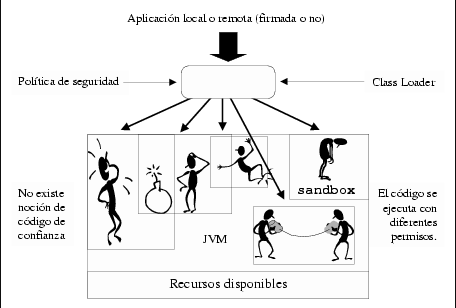 Aplicación local o remota (firmada o no)
Política de seguridad
Class Loader
sandbox
No existe
noción de
código de
confianza
El código se
ejecuta con
diferentes
permisos.
JVM
Recursos disponibles